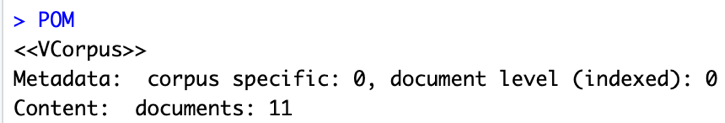 > POM
<<VCorpus>>
Metadata:  corpus specific: 0, document level (indexed): 0
Content:  documents: 11